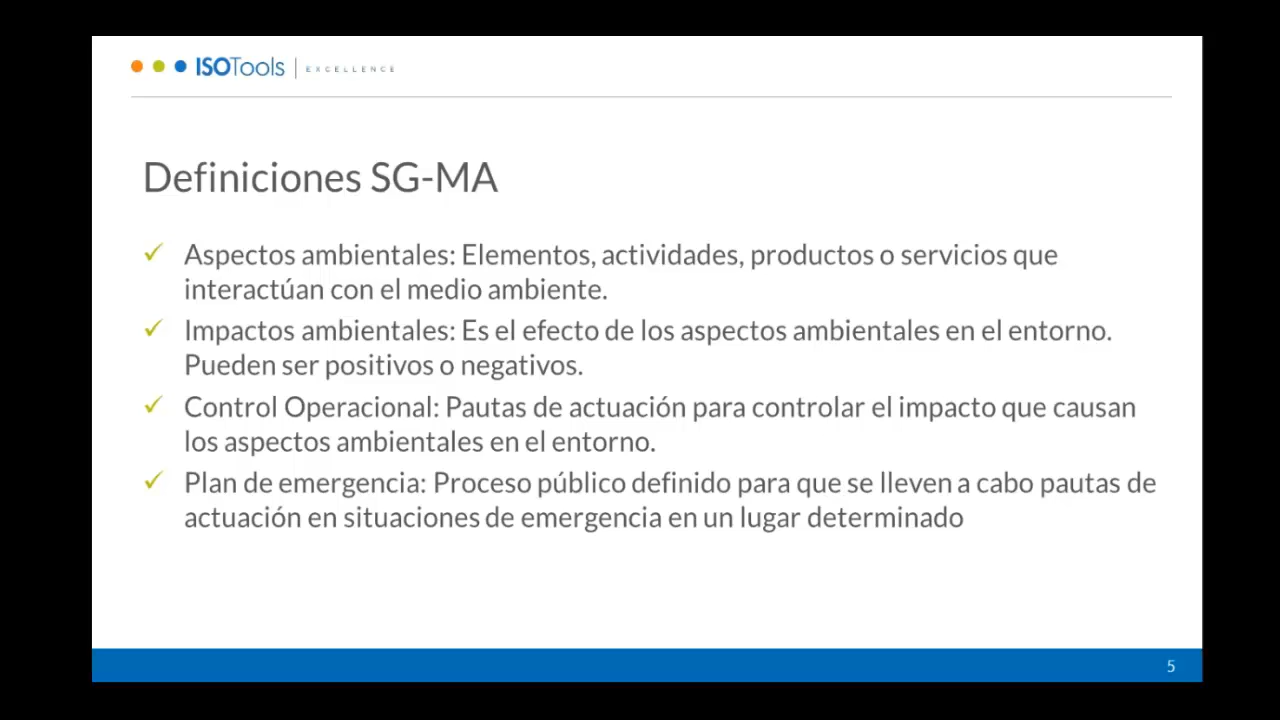 ISOTools | EXCELLENCE
Definiciones SG-MA
✓ Aspectos ambientales: Elementos, actividades, productos o servicios que
interactúan con el medio ambiente.
✓ Impactos ambientales: Es el efecto de los aspectos ambientales en el entorno.
Pueden ser positivos o negativos.
✓ Control Operacional: Pautas de actuación para controlar el impacto que causan
los aspectos ambientales en el entorno.
✓ Plan de emergencia: Proceso público definido para que se lleven a cabo pautas de
actuación en situaciones de emergencia en un lugar determinado
5